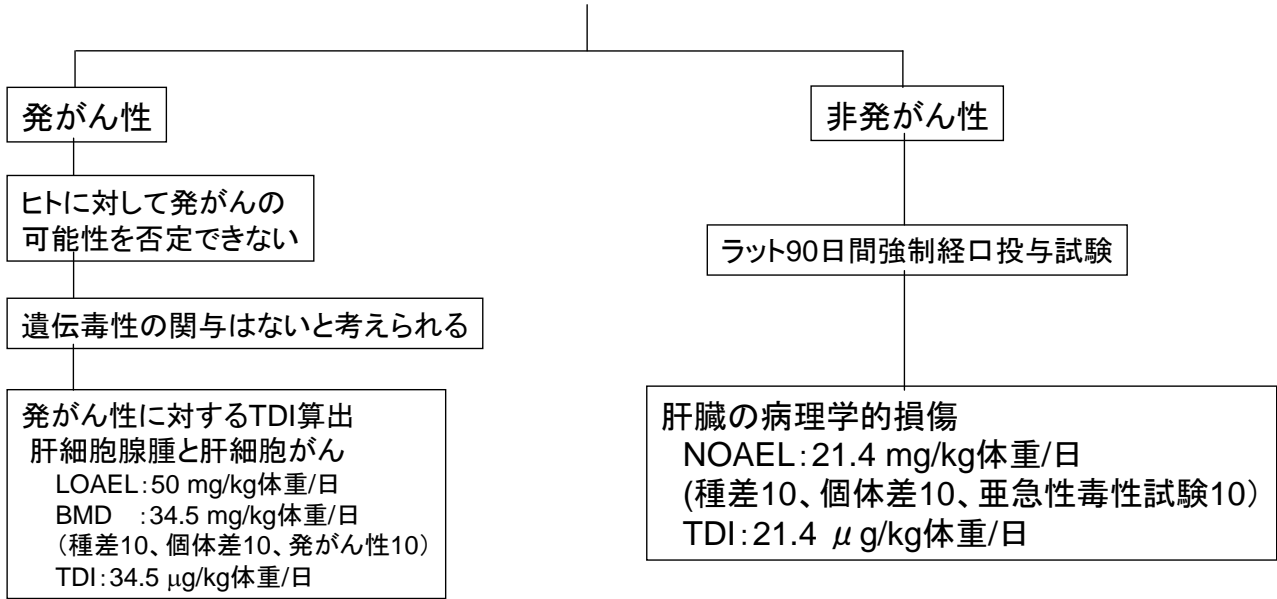 発がん性
ヒトに対して発がんの
可能性を否定できない
遺伝毒性の関与はないと考えられる
発がん性に対するTDI算出
肝細胞腺腫と肝細胞がん
LOAEL:50 mg/kg体重/日
BMD :34.5 mg/kg体重/日
(種差10、個体差10、発がん性10)
TDI:34.5 μg/kg体重/日
非発がん性
ラット90日間強制経口投与試験
肝臓の病理学的損傷
NOAEL:21.4 mg/kg体重/日
(種差10、個体差10、亜急性毒性試験10)
TDI:21.4 μg/kg体重/日